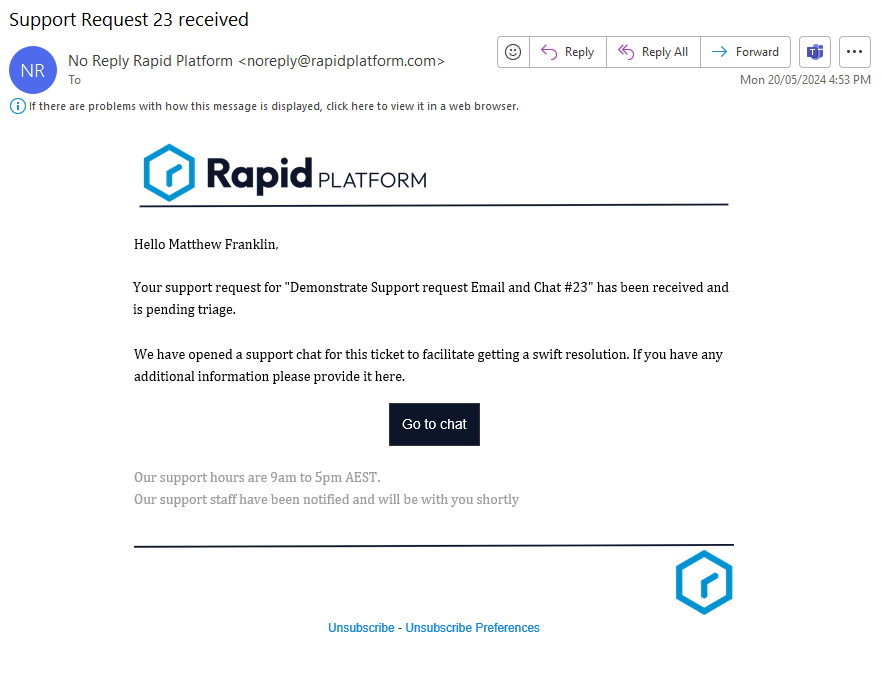 Support Request 23 received
NR
No Reply Rapid Platform <noreply@rapidplatform.com>
To
Reply
Reply All
Forward
Mon 20/05/2024 4:53 PM
If there are problems with how this message is displayed, click here to view it in a web browser.
Rapid PLATFORM
Hello Matthew Franklin,
Your support request for "Demonstrate Support request Email and Chat #23" has been received and
is pending triage.
We have opened a support chat for this ticket to facilitate getting a swift resolution. If you have any
additional information please provide it here.
Go to chat
Our support hours are 9am to 5pm AEST.
Our support staff have been notified and will be with you shortly
Unsubscribe - Unsubscribe Preferences